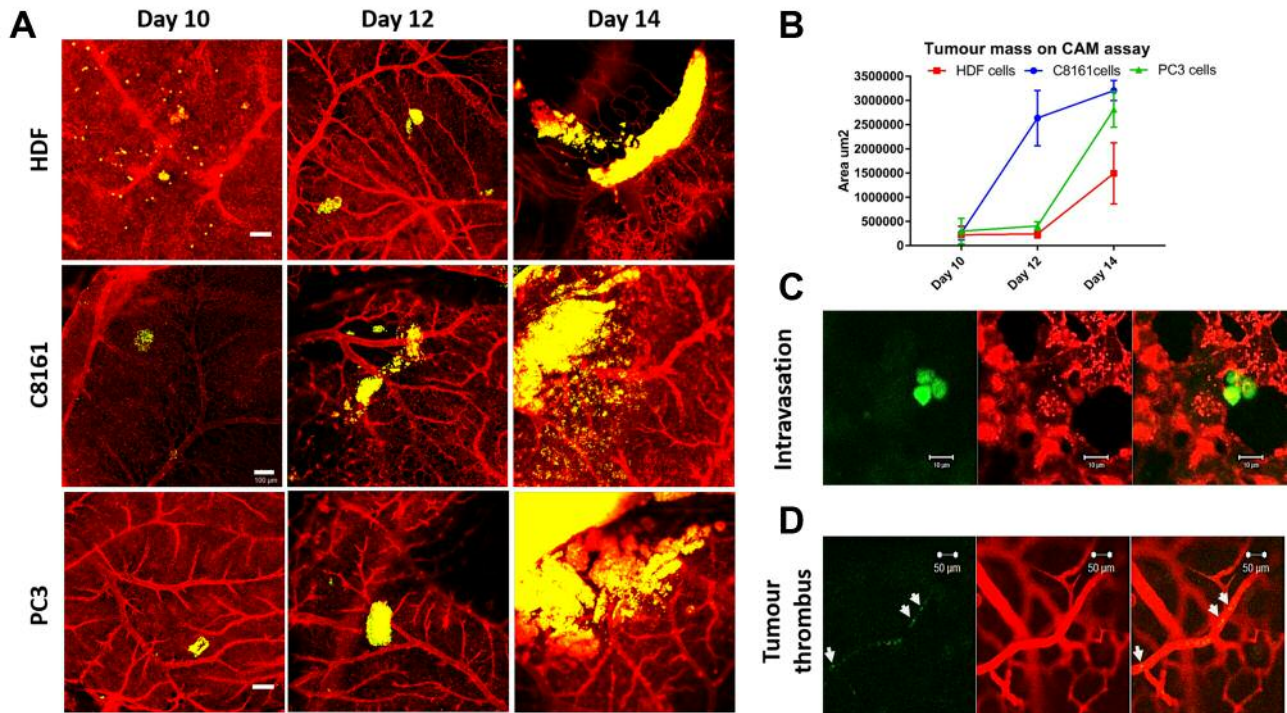 A
Day 10
Day 12
Day 14
HDF
C8161
100 µm
PC3
B
Tumour mass on CAM assay
HDF cells
C8161cells
PC3 cells
Area um2
3500000
3000000
2500000
2000000
1500000
1000000
500000
0
Day 10
Day 12
Day 14
C
Intravasation
10 µm
10 µm
D
Tumour
thrombus
50 µm
50 µm
50 µm